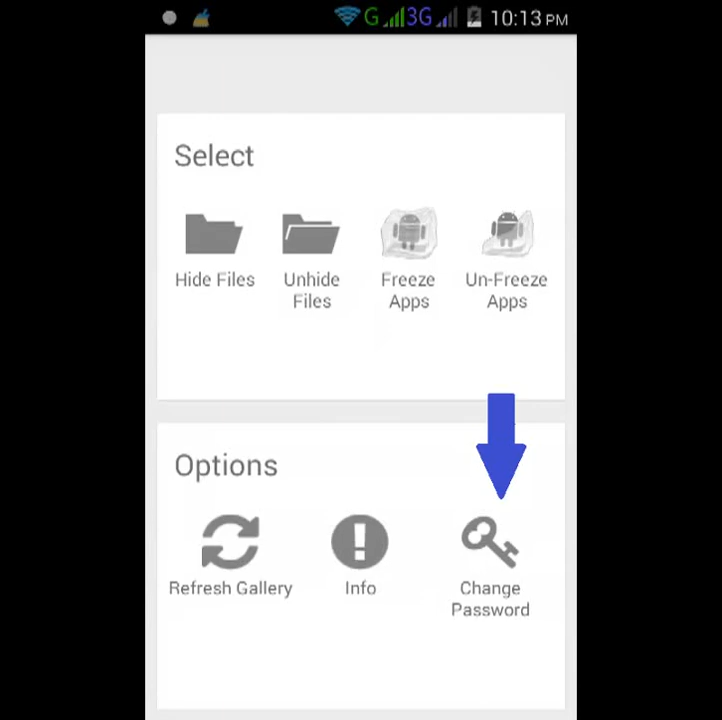 G 3G 10:13 PM
Select
Hide Files
Unhide
Files
Freeze
Apps
Un-Freeze
Apps
Options
Refresh Gallery
Info
Change
Password